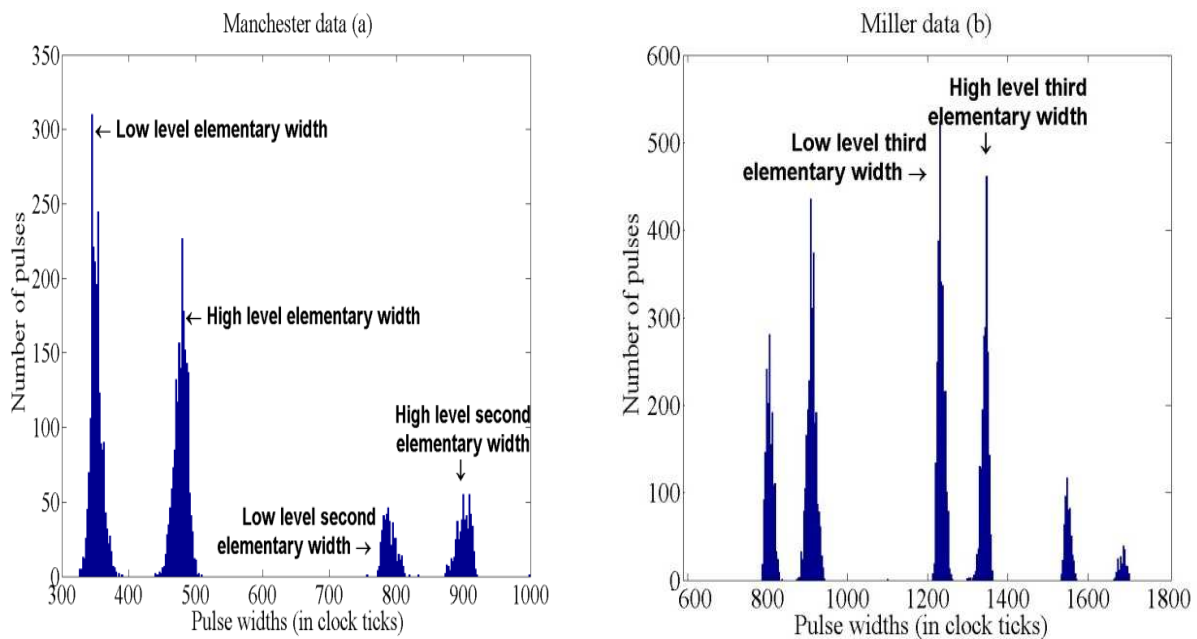 Manchester data (a)
350
300
250
200
150
100
50
0
Number of pulses
← Low level elementary width
← High level elementary width
High level second
elementary width
↓
Low level second
elementary width →
300 400 500 600 700 800 900 1000
Pulse widths (in clock ticks)
Miller data (b)
600
500
400
300
200
100
0
Number of pulses
High level third
elementary width
↓
Low level third
elementary width →
600 800 1000 1200 1400 1600 1800
Pulse widths (in clock ticks)